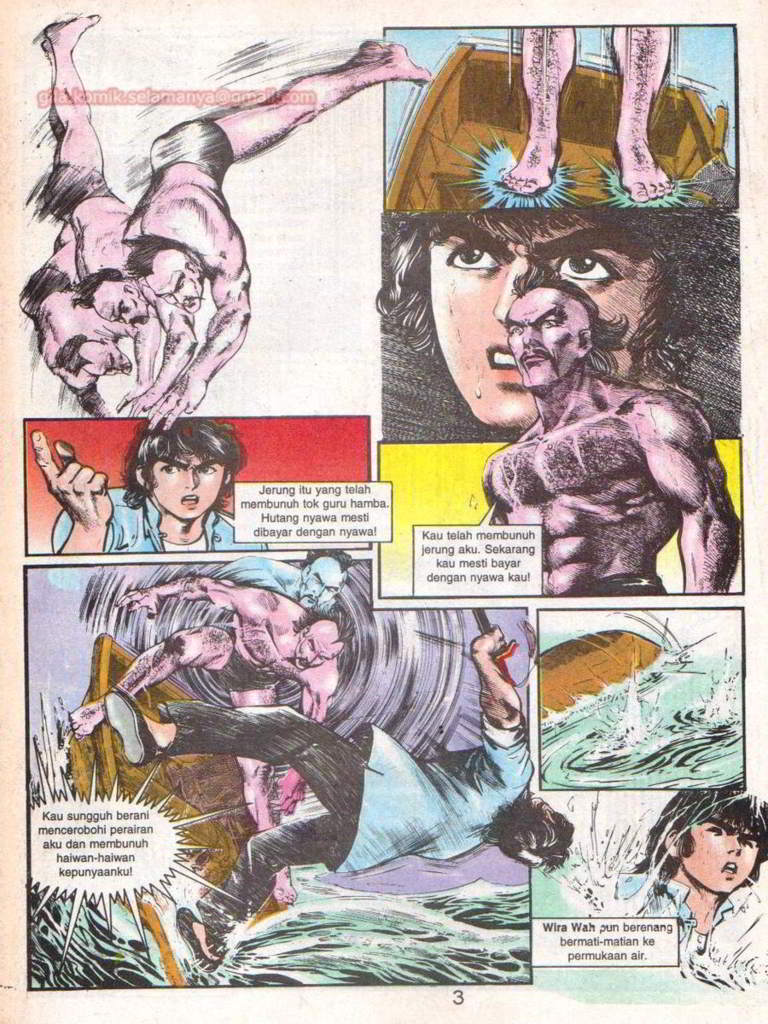 gila.komik.selamanya@gmail.com
Kau telah membunuh
jerung aku. Sekarang
kau mesti bayar
dengan nyawa kau!
Jerung itu yang telah
membunuh tok guru hamba.
Hutang nyawa mesti
dibayar dengan nyawa!
Kau sungguh berani
mencerobohi perairan
aku dan membunuh
haiwan-haiwan
kepunyaanku!
Wira Wah pun berenang
bermati-matian ke
permukaan air.
3